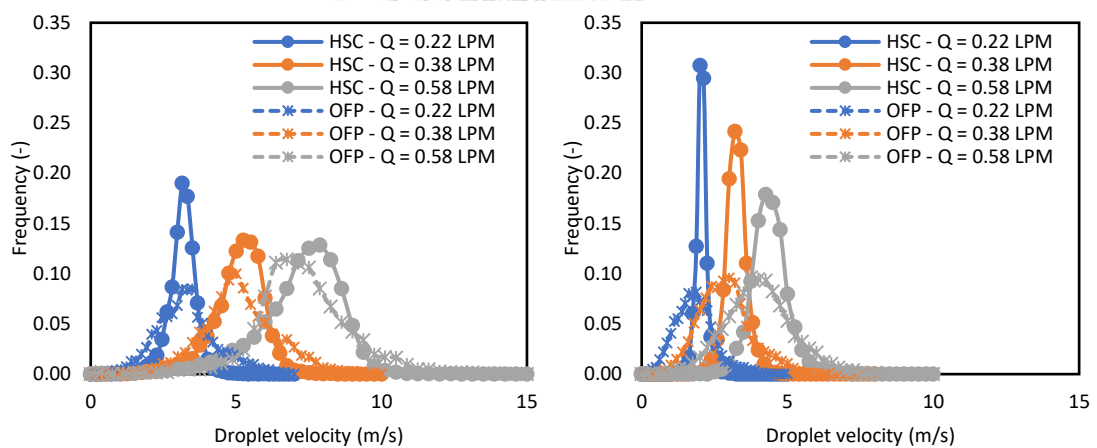 0.35
0.30
0.25
0.20
0.15
0.10
0.05
0.00
Frequency (-)
HSC - Q = 0.22 LPM
HSC - Q = 0.38 LPM
HSC - Q = 0.58 LPM
OFP - Q = 0.22 LPM
OFP - Q = 0.38 LPM
OFP - Q = 0.58 LPM
0 5 10 15
Droplet velocity (m/s)
0.35
0.30
0.25
0.20
0.15
0.10
0.05
0.00
Frequency (-)
HSC - Q = 0.22 LPM
HSC - Q = 0.38 LPM
HSC - Q = 0.58 LPM
OFP - Q = 0.22 LPM
OFP - Q = 0.38 LPM
OFP - Q = 0.58 LPM
0 5 10 15
Droplet velocity (m/s)